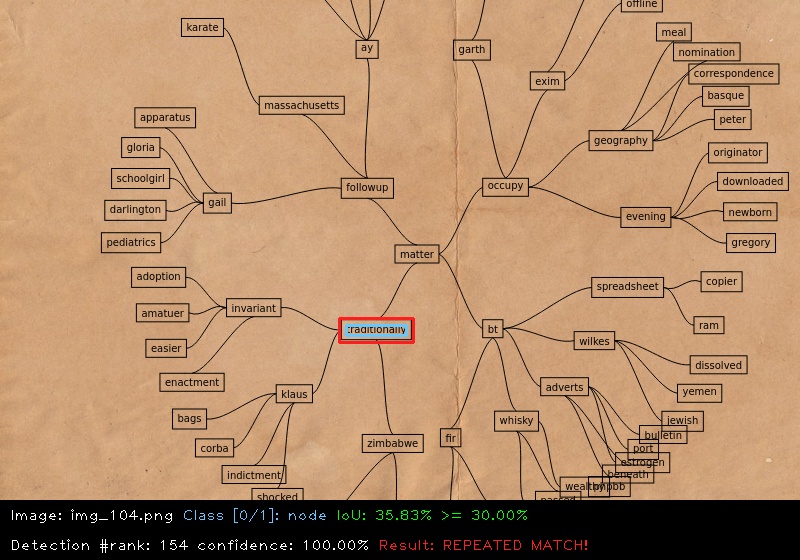 offline
karate
meal
ay
garth
nomination
correspondence
exim
basque
massachusetts
apparatus
peter
geography
gloria
originator
schoolgirl
downloaded
followup
occupy
gail
darlington
newborn
evening
pediatrics
gregory
matter
adoption
copier
spreadsheet
invariant
amatuer
ram
traditionally
bt
wilkes
easier
dissolved
enactment
adverts
yemen
klaus
bags
whisky
jewish
bulletin
fir
zimbabwe
corba
port
estrogen
indictment
beneath
wealth
phpbb
shocked
Image: img_104.png Class [0/1]: node IoU: 35.83% >= 30.00%
Detection #rank: 154 confidence: 100.00% Result: REPEATED MATCH!